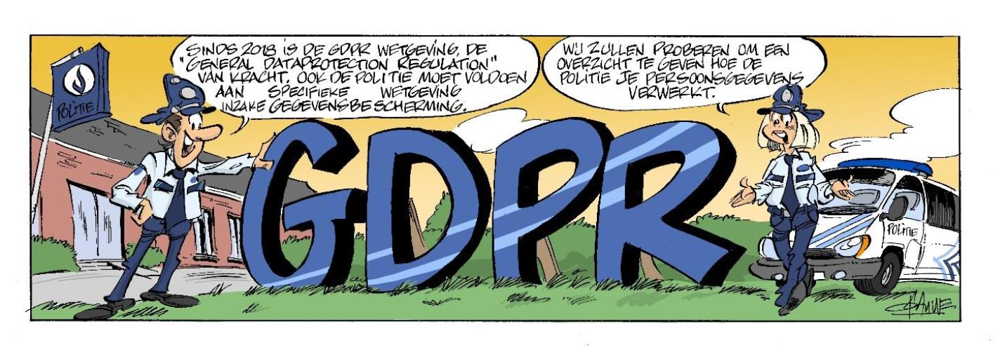 SINDS 2018 IS DE GDPR WETGEVING, DE
"GENERAL DATAPROTECTION REGULATION"
VAN KRACHT. OOK DE POLITIE MOET VOLDOEN
AAN SPECIFIEKE WETGEVING
INZAKE GEGEVENSBESCHERMING.
WIJ ZULLEN PROBEREN OM EEN
OVERZICHT TE GEVEN HOE DE
POLITIE JE PERSOONSGEGEVENS
VERWERKT.
POLITIE
GDPR
POLITIE